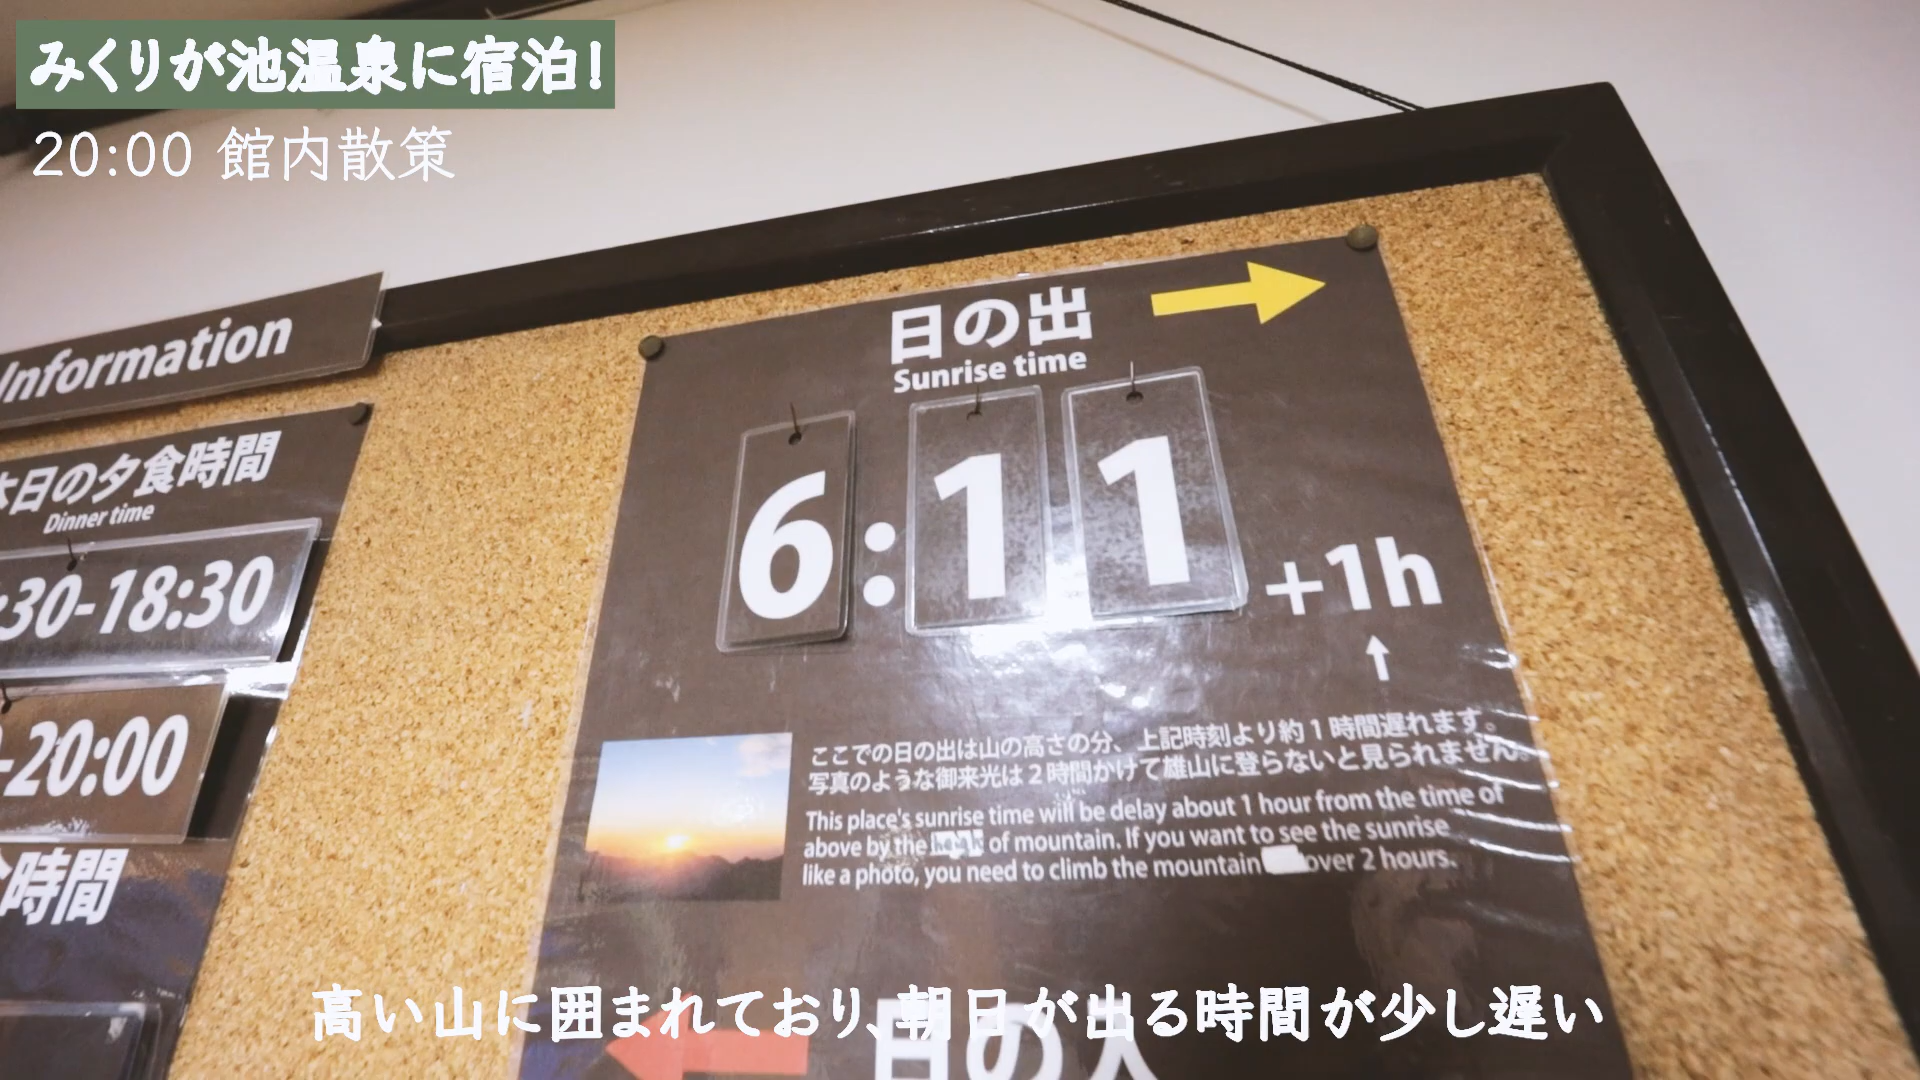 みくりが池温泉に宿泊!
20:00 館内散策
Information
本日の夕食時間
Dinner time
:30-18:30
-20:00
時間
日の出
Sunrise time
6:11
+1h
ここでの日の出は山の高さの分、上記時刻より約1時間遅れます。
写真のような御来光は2時間かけて雄山に登らないと見られません。
This place's sunrise time will be delay about 1 hour from the time of
above by the of mountain. If you want to see the sunrise
like a photo, you need to climb the mountain over 2 hours.
日の入
高い山に囲まれており、朝日が出る時間が少し遅い